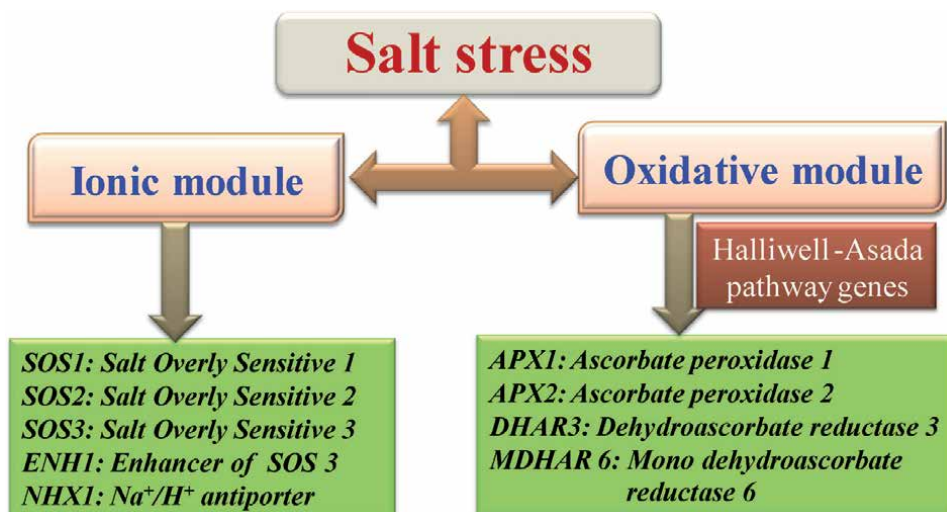 Salt stress
Ionic module
Oxidative module
Halliwell-Asada
pathway genes
SOS1: Salt Overly Sensitive 1
SOS2: Salt Overly Sensitive 2
SOS3: Salt Overly Sensitive 3
ENH1: Enhancer of SOS 3
NHX1: Na⁺/H⁺ antiporter
APX1: Ascorbate peroxidase 1
APX2: Ascorbate peroxidase 2
DHAR3: Dehydroascorbate reductase 3
MDHAR 6: Mono dehydroascorbate
reductase 6